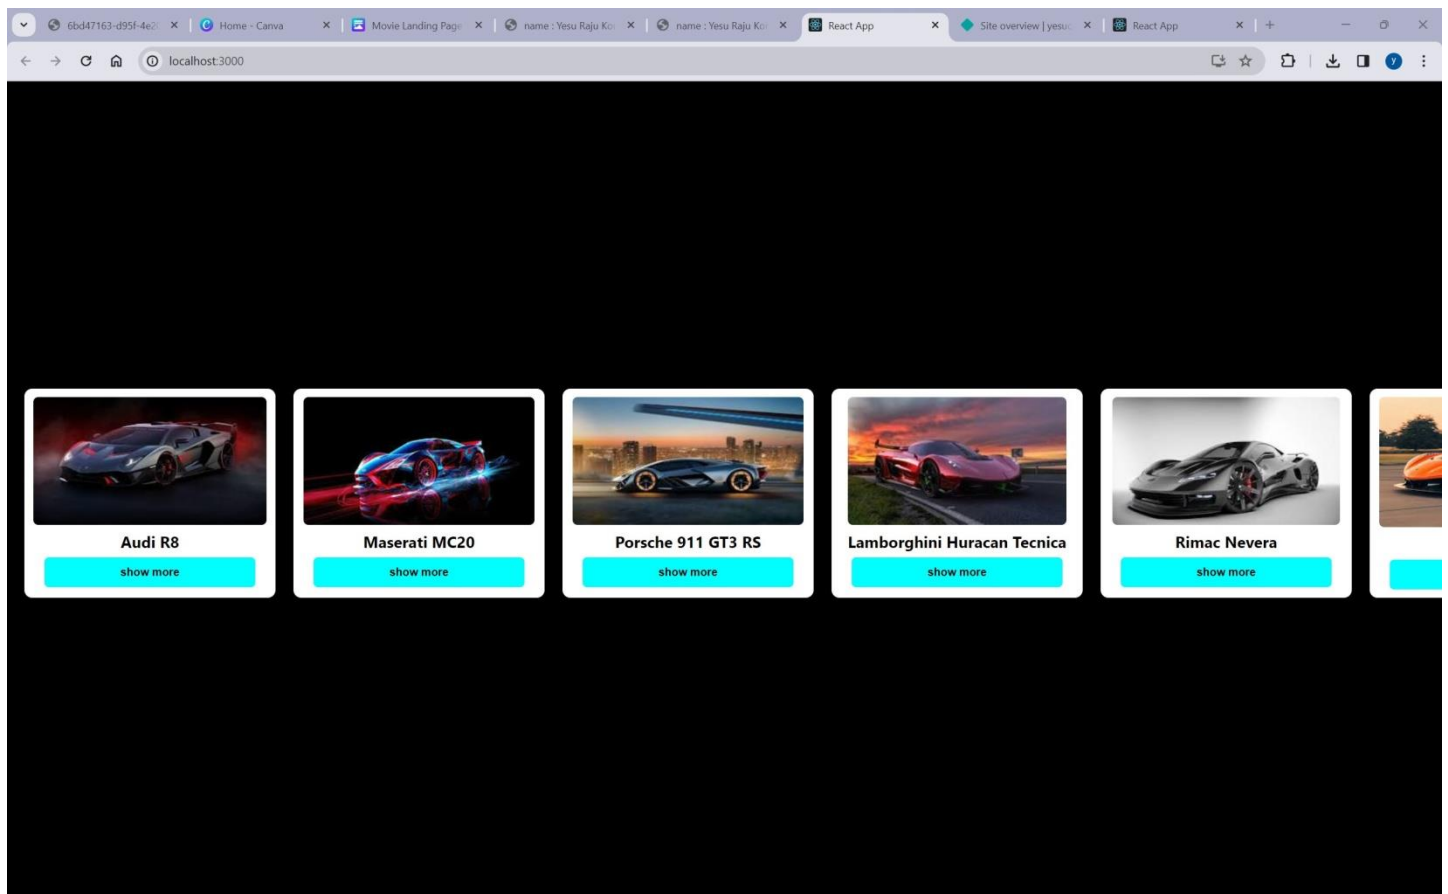 6bd47163-d95f-4e2
Home - Canva
Movie Landing Page
name : Yesu Raju Ko
name : Yesu Raju Ko
React App
Site overview | yesu
React App
localhost:3000
y
Audi R8
Maserati MC20
Porsche 911 GT3 RS
Lamborghini Huracan Tecnica
Rimac Nevera
show more
show more
show more
show more
show more